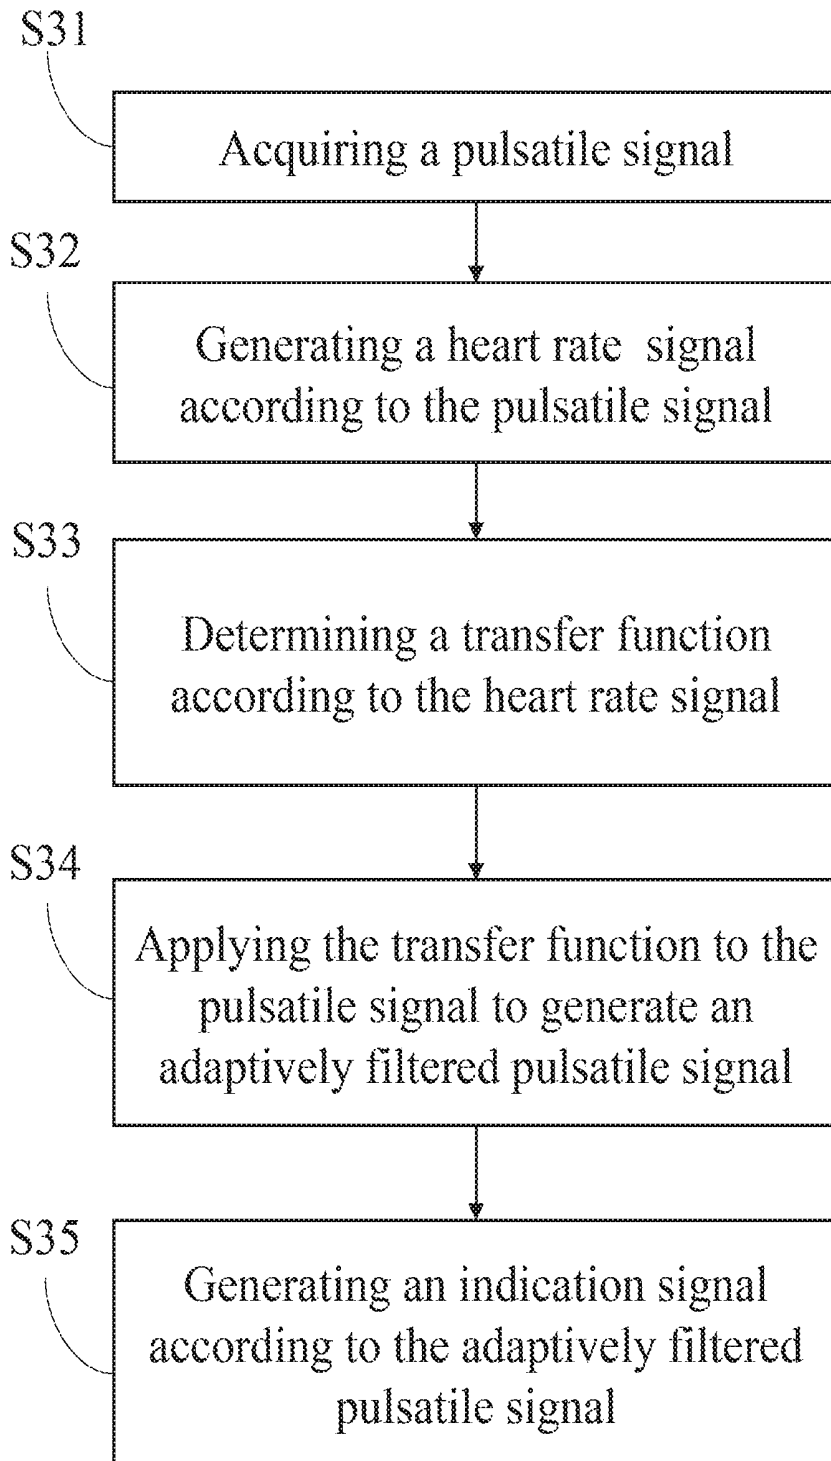 S31
Acquiring a pulsatile signal
S32
Generating a heart rate signal
according to the pulsatile signal
S33
Determining a transfer function
according to the heart rate signal
S34
Applying the transfer function to the
pulsatile signal to generate an
adaptively filtered pulsatile signal
S35
Generating an indication signal
according to the adaptively filtered
pulsatile signal